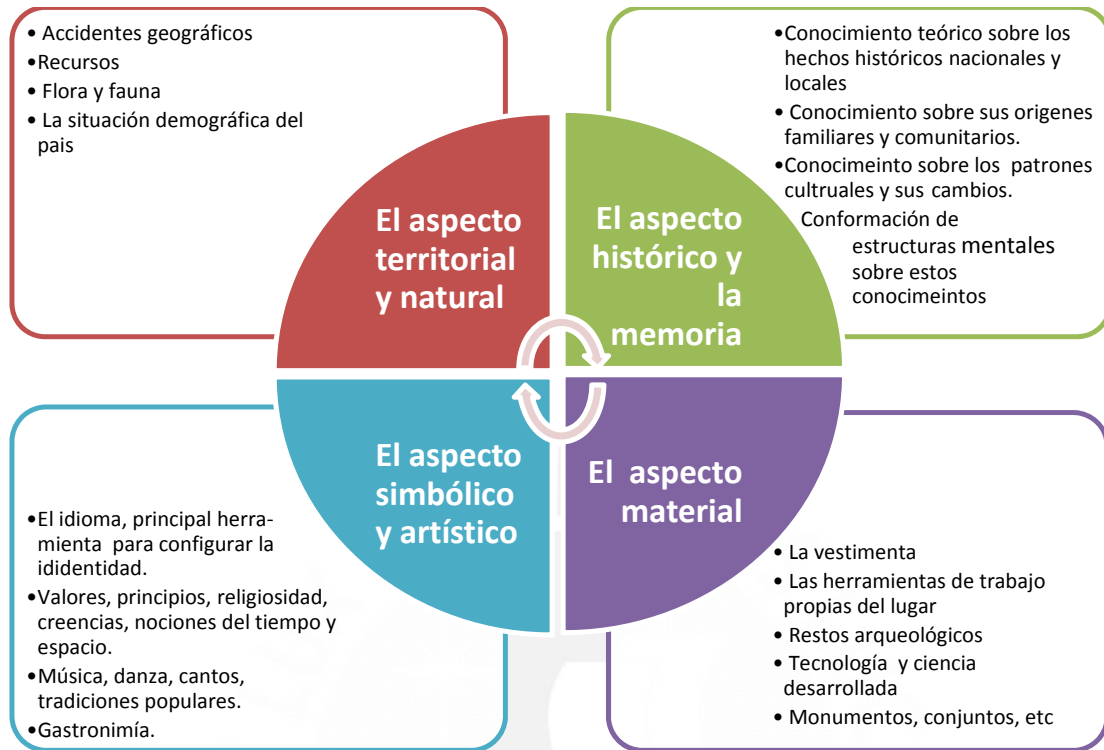 • Accidentes geográficos
•Recursos
• Flora y fauna
• La situación demográfica del
pais
El aspecto
territorial
y natural
•Conocimiento teórico sobre los
hechos históricos nacionales y
locales
• Conocimiento sobre sus origenes
familiares y comunitarios.
•Conocimeinto sobre los patrones
cultruales y sus cambios.
Conformación de
estructuras mentales
sobre estos
conocimeintos
El aspecto
histórico y
la
memoria
El aspecto
simbólico
y artístico
•El idioma, principal herra-
mienta para configurar la
ididentidad.
•Valores, principios, religiosidad,
creencias, nociones del tiempo y
espacio.
•Música, danza, cantos,
tradiciones populares.
•Gastronimía.
El aspecto
material
• La vestimenta
• Las herramientas de trabajo
propias del lugar
• Restos arqueológicos
• Tecnología y ciencia
desarrollada
• Monumentos, conjuntos, etc